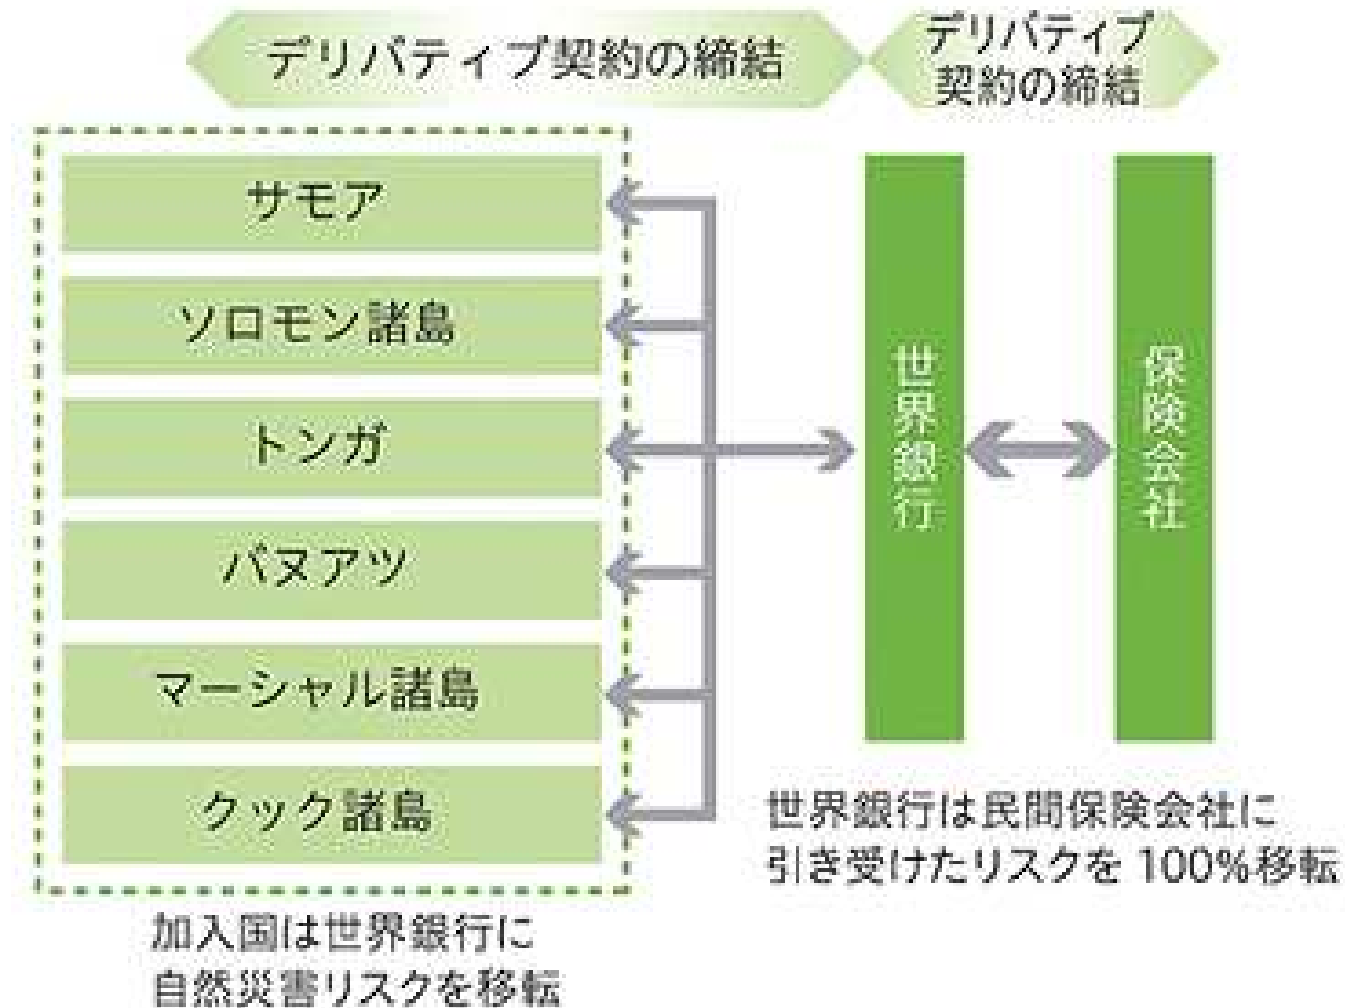 デリバティブ契約の締結
デリバティブ
契約の締結
サモア
ソロモン諸島
トンガ
バヌアツ
マーシャル諸島
クック諸島
世界銀行
保険会社
世界銀行は民間保険会社に
引き受けたリスクを 100%移転
加入国は世界銀行に
自然災害リスクを移転